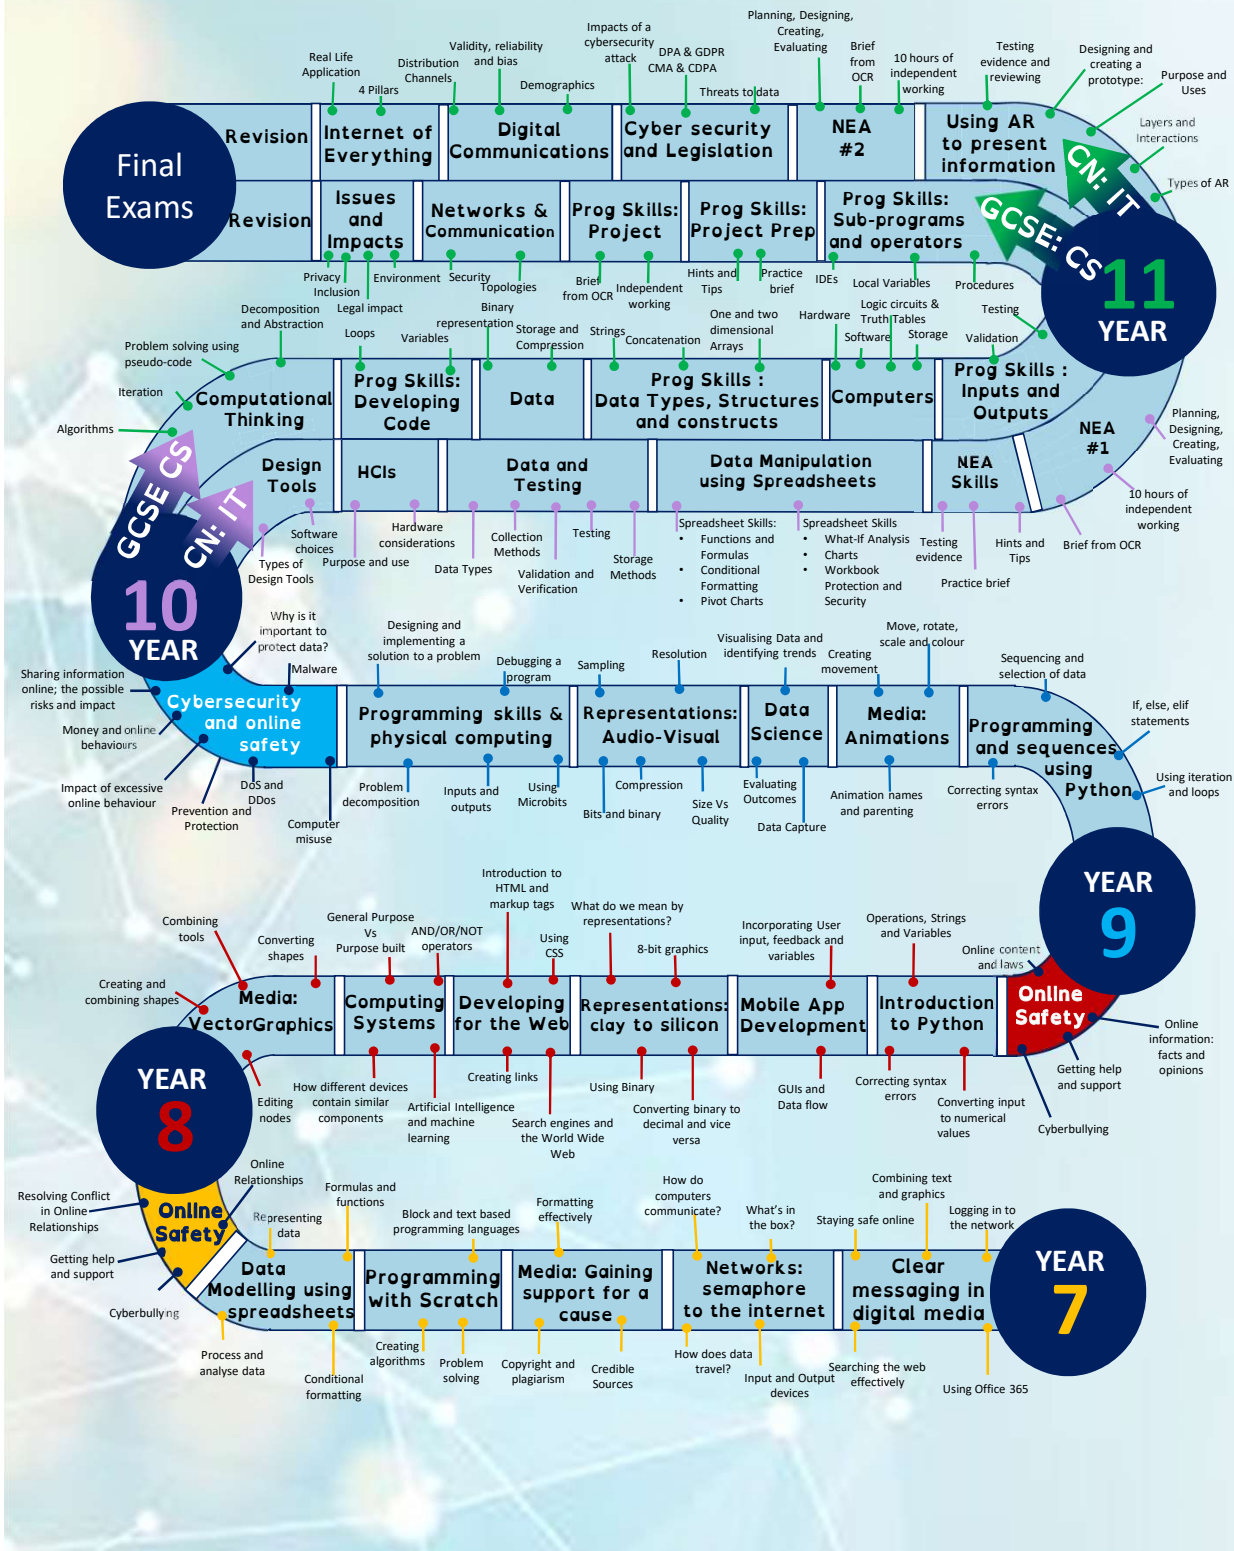 Planning, Designing,
Creating,
Evaluating
Impacts of a
cybersecurity
attack
Validity, reliability
and bias
Real Life
Application
Distribution
Channels
DPA & GDPR
CMA & CDPA
Brief
from
OCR
10 hours of
independent
working
Testing
evidence and
reviewing
Designing and
creating a
prototype:
Purpose and
Uses
4 Pillars
Demographics
Threats to data
Layers and
Interactions
Types of AR
Final
Exams
Revision
Internet of
Everything
Digital
Communications
Cyber security
and Legislation
NEA
#2
Using AR
to present
information
CN: IT
Revision
Issues
and
Impacts
Networks &
Communication
Prog Skills:
Project
Prog Skills:
Project Prep
Prog Skills:
Sub-programs
and operators
GCSE: CS
11
YEAR
Privacy
Inclusion
Legal impact
Environment
Security
Topologies
Brief
from OCR
Independent
working
Hints and
Tips
Practice
brief
IDEs
Local Variables
Procedures
Decomposition
and Abstraction
Problem solving using
pseudo-code
Iteration
Algorithms
Loops
Variables
Binary
representation
Storage and
Compression
Strings
Concatenation
One and two
dimensional
Arrays
Hardware
Logic circuits &
Truth Tables
Software
Storage
Testing
Validation
Computational
Thinking
Prog Skills:
Developing
Code
Data
Prog Skills :
Data Types, Structures
and constructs
Computers
Prog Skills :
Inputs and
Outputs
GCSE CS
CN: IT
Design
Tools
HCIs
Data and
Testing
Data Manipulation
using Spreadsheets
NEA
Skills
NEA
#1
Planning,
Designing,
Creating,
Evaluating
10 hours of
independent
working
Brief from OCR
10
YEAR
Types of
Design Tools
Software
choices
Purpose and use
Hardware
considerations
Data Types
Collection
Methods
Validation and
Verification
Testing
Storage
Methods
Spreadsheet Skills:
• Functions and
Formulas
• Conditional
Formatting
• Pivot Charts
Spreadsheet Skills
• What-If Analysis
• Charts
• Workbook
Protection and
Security
Testing
evidence
Practice brief
Hints and
Tips
Why is it
important to
protect data?
Malware
Sharing information
online; the possible
risks and impact
Money and online
behaviours
Impact of excessive
online behaviour
Prevention and
Protection
DoS and
DDos
Computer
misuse
Designing and
implementing a
solution to a problem
Debugging a
program
Sampling
Resolution
Visualising Data and
identifying trends
Creating
movement
Move, rotate,
scale and colour
Sequencing and
selection of data
If, else, elif
statements
Using iteration
and loops
Cybersecurity
and online
safety
Programming skills &
physical computing
Representations:
Audio-Visual
Data
Science
Media:
Animations
Programming
and sequences
using
Python
Problem
decomposition
Inputs and
outputs
Using
Microbits
Bits and binary
Compression
Size Vs
Quality
Evaluating
Outcomes
Data Capture
Animation names
and parenting
Correcting syntax
errors
YEAR
9
Combining
tools
Creating and
combining shapes
Converting
shapes
General Purpose
Vs
Purpose built
AND/OR/NOT
operators
Introduction to
HTML and
markup tags
Using
CSS
What do we mean by
representations?
8-bit graphics
Incorporating User
input, feedback and
variables
Operations, Strings
and Variables
Online content
and laws
Media:
VectorGraphics
Computing
Systems
Developing
for the Web
Representations:
clay to silicon
Mobile App
Development
Introduction
to Python
Online
Safety
Online
information:
facts and
opinions
Getting help
and support
Cyberbullying
YEAR
8
Editing
nodes
How different devices
contain similar
components
Artificial Intelligence
and machine
learning
Creating links
Search engines and
the World Wide
Web
Using Binary
Converting binary to
decimal and vice
versa
GUIs and
Data flow
Correcting syntax
errors
Converting input
to numerical
values
Online
Relationships
Resolving Conflict
in Online
Relationships
Getting help
and support
Cyberbullying
Online
Safety
Representing
data
Formulas and
functions
Block and text based
programming languages
Formatting
effectively
How do
computers
communicate?
What's in
the box?
Staying safe online
Combining text
and graphics
Logging in to
the network
Data
Modelling using
spreadsheets
Programming
with Scratch
Media: Gaining
support for a
cause
Networks:
semaphore
to the internet
Clear
messaging in
digital media
YEAR
7
Process and
analyse data
Conditional
formatting
Creating
algorithms
Problem
solving
Copyright and
plagiarism
Credible
Sources
How does data
travel?
Input and Output
devices
Searching the web
effectively
Using Office 365